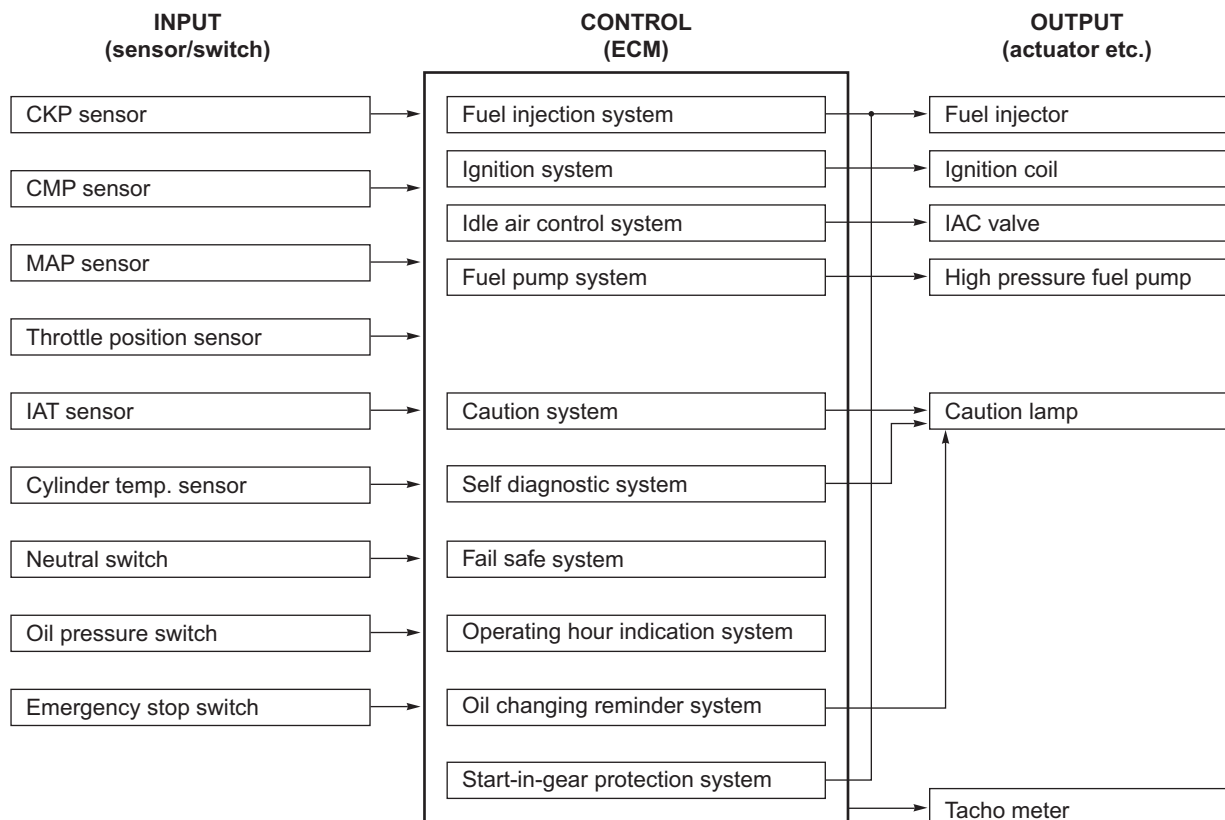 INPUT
(sensor/switch)
CONTROL
(ECM)
OUTPUT
(actuator etc.)
CKP sensor
CMP sensor
MAP sensor
Throttle position sensor
IAT sensor
Cylinder temp. sensor
Neutral switch
Oil pressure switch
Emergency stop switch
Fuel injection system
Ignition system
Idle air control system
Fuel pump system
Caution system
Self diagnostic system
Fail safe system
Operating hour indication system
Oil changing reminder system
Start-in-gear protection system
Fuel injector
Ignition coil
IAC valve
High pressure fuel pump
Caution lamp
Tacho meter